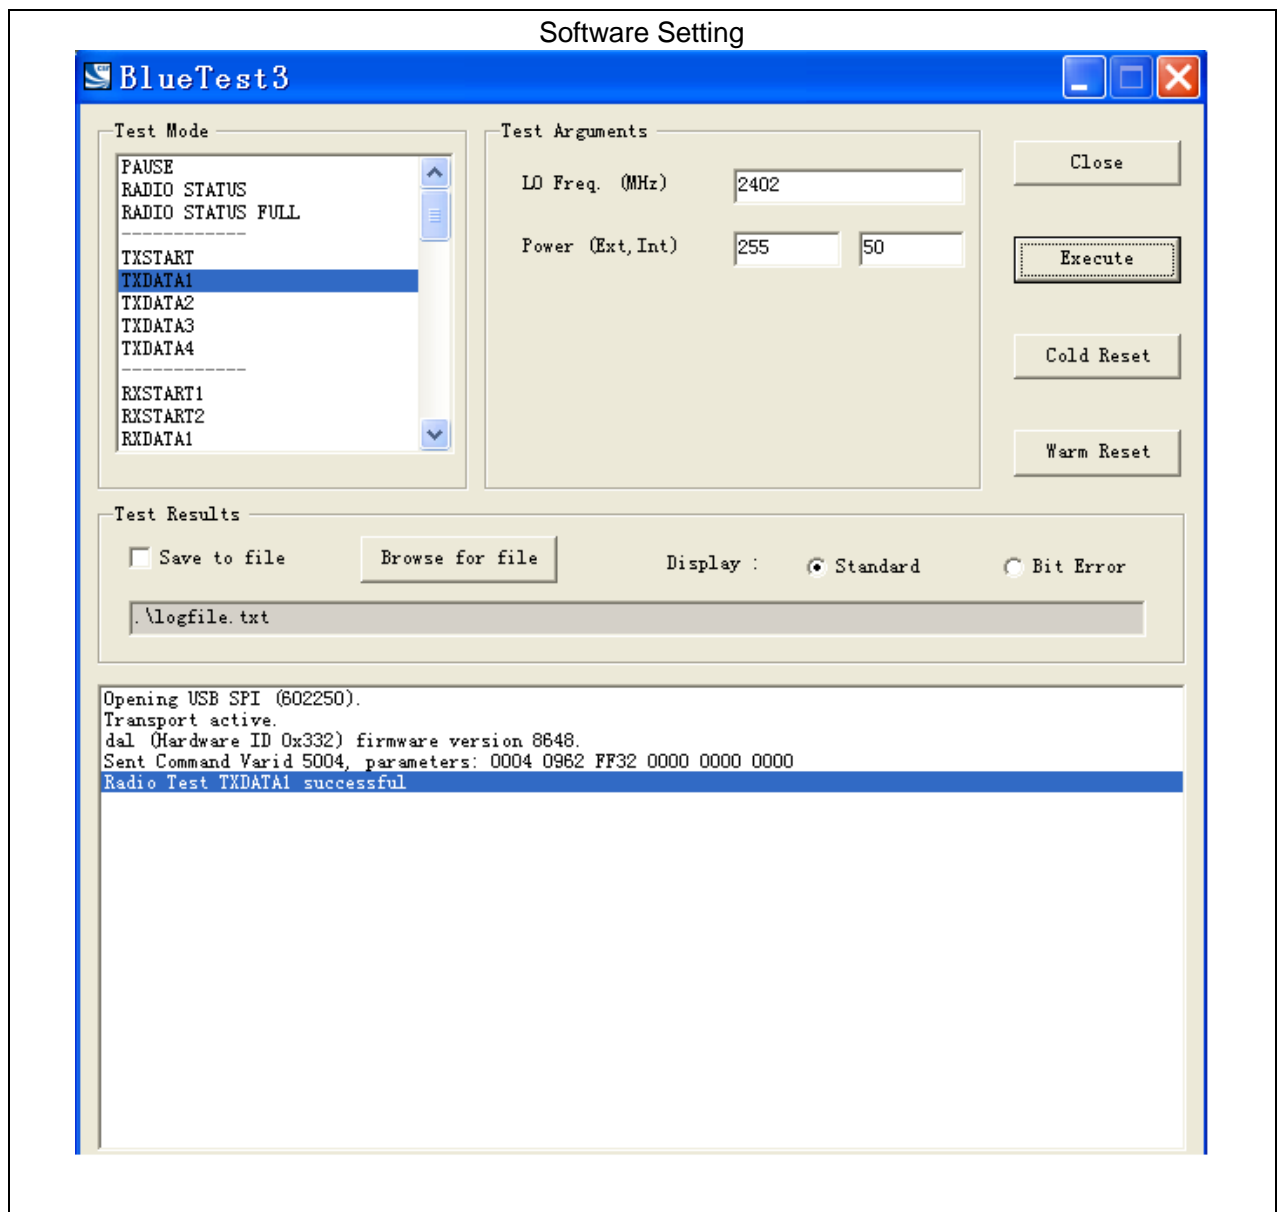 Software Setting
BlueTest3
Test Mode
PAUSE
RADIO STATUS
RADIO STATUS FULL
------------
TXSTART
TXDATA1
TXDATA2
TXDATA3
TXDATA4
------------
RXSTART1
RXSTART2
RXDATA1
Test Arguments
LO Freq. (MHz) 2402
Power (Ext, Int) 255 50
Close
Execute
Cold Reset
Warm Reset
Test Results
Save to file Browse for file Display : Standard Bit Error
.\logfile.txt
Opening USB SPI (602250).
Transport active.
dal (Hardware ID 0x332) firmware version 8648.
Sent Command Varid 5004, parameters: 0004 0962 FF32 0000 0000 0000
Radio Test TXDATA1 successful